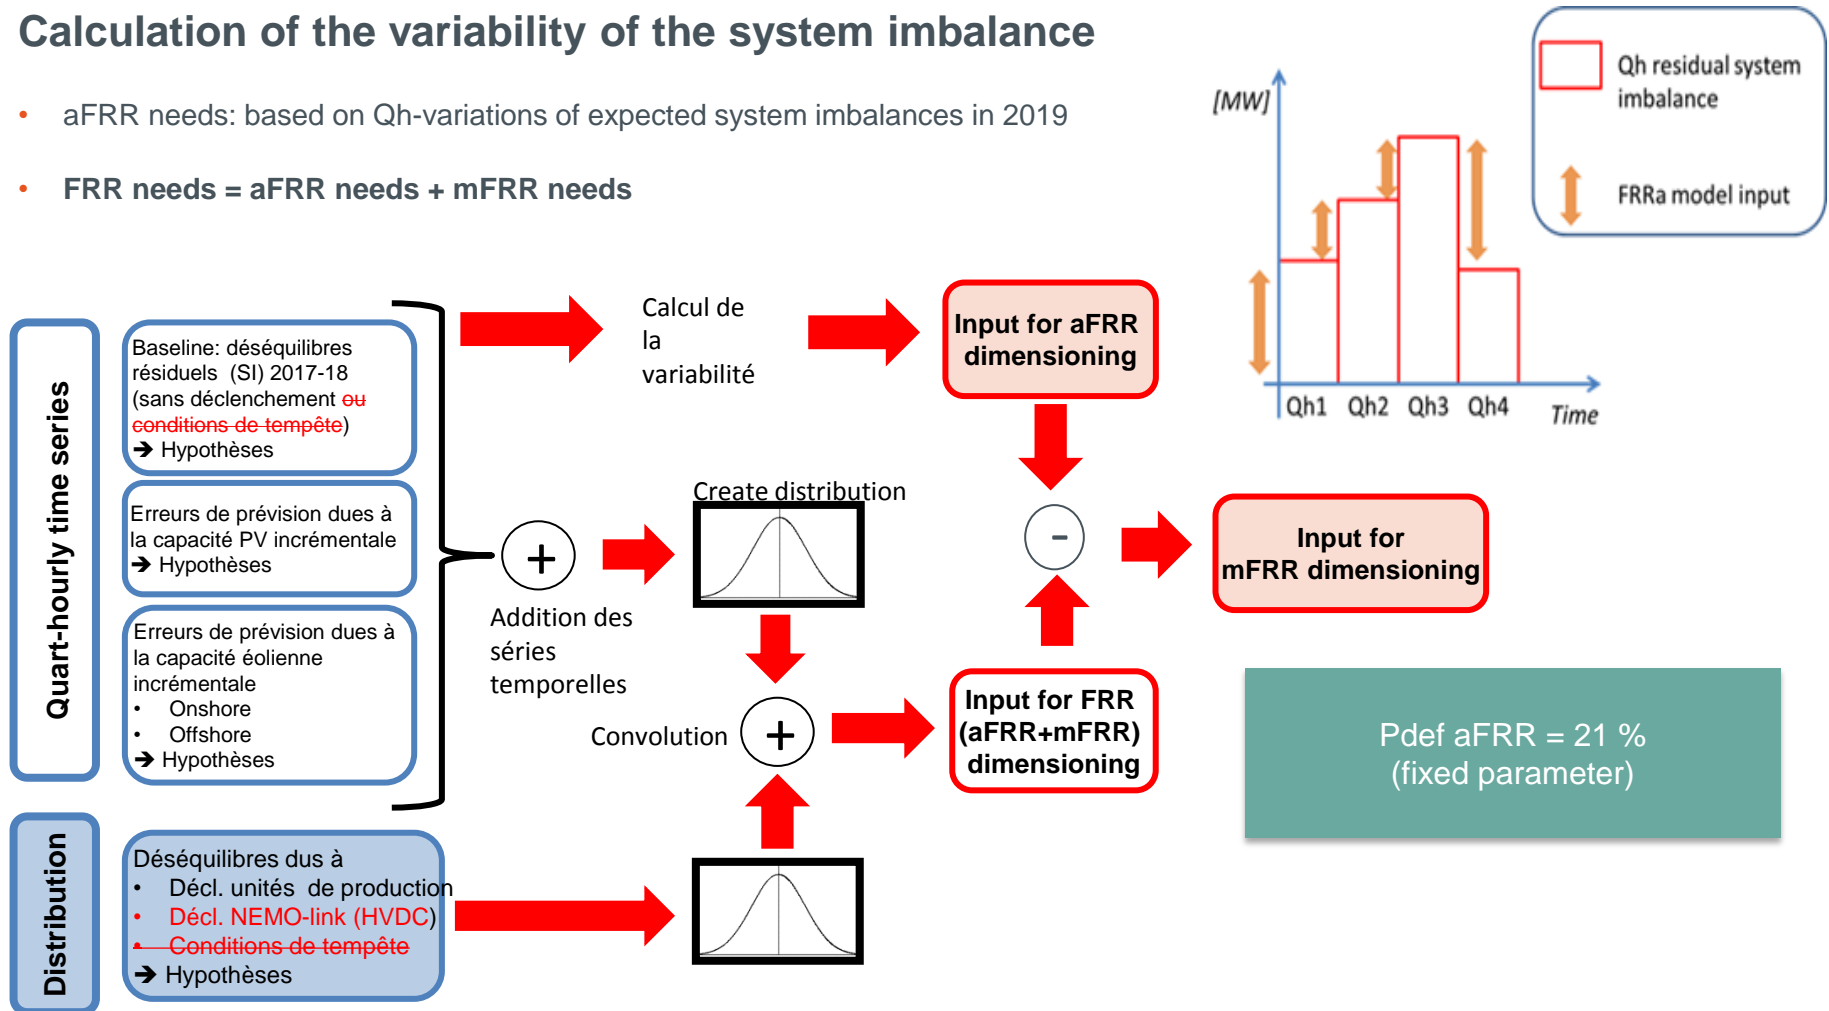 Calculation of the variability of the system imbalance
• aFRR needs: based on Qh-variations of expected system imbalances in 2019
• FRR needs = aFRR needs + mFRR needs
[MW]
Qh1 Qh2 Qh3 Qh4 Time
Qh residual system
imbalance
FRRa model input
Quart-hourly time series
Baseline: déséquilibres
résiduels (SI) 2017-18
(sans déclenchement ou
conditions de tempête)
➔ Hypothèses
Erreurs de prévision dues à
la capacité PV incrémentale
➔ Hypothèses
Erreurs de prévision dues à
la capacité éolienne
incrémentale
• Onshore
• Offshore
➔ Hypothèses
Distribution
Déséquilibres dus à
• Décl. unités de production
• Décl. NEMO-link (HVDC)
• Conditions de tempête
➔ Hypothèses
Calcul de
la
variabilité
Input for aFRR
dimensioning
+
Addition des
séries
temporelles
Create distribution
Convolution
+
Input for FRR
(aFRR+mFRR)
dimensioning
-
Input for
mFRR dimensioning
Pdef aFRR = 21 %
(fixed parameter)